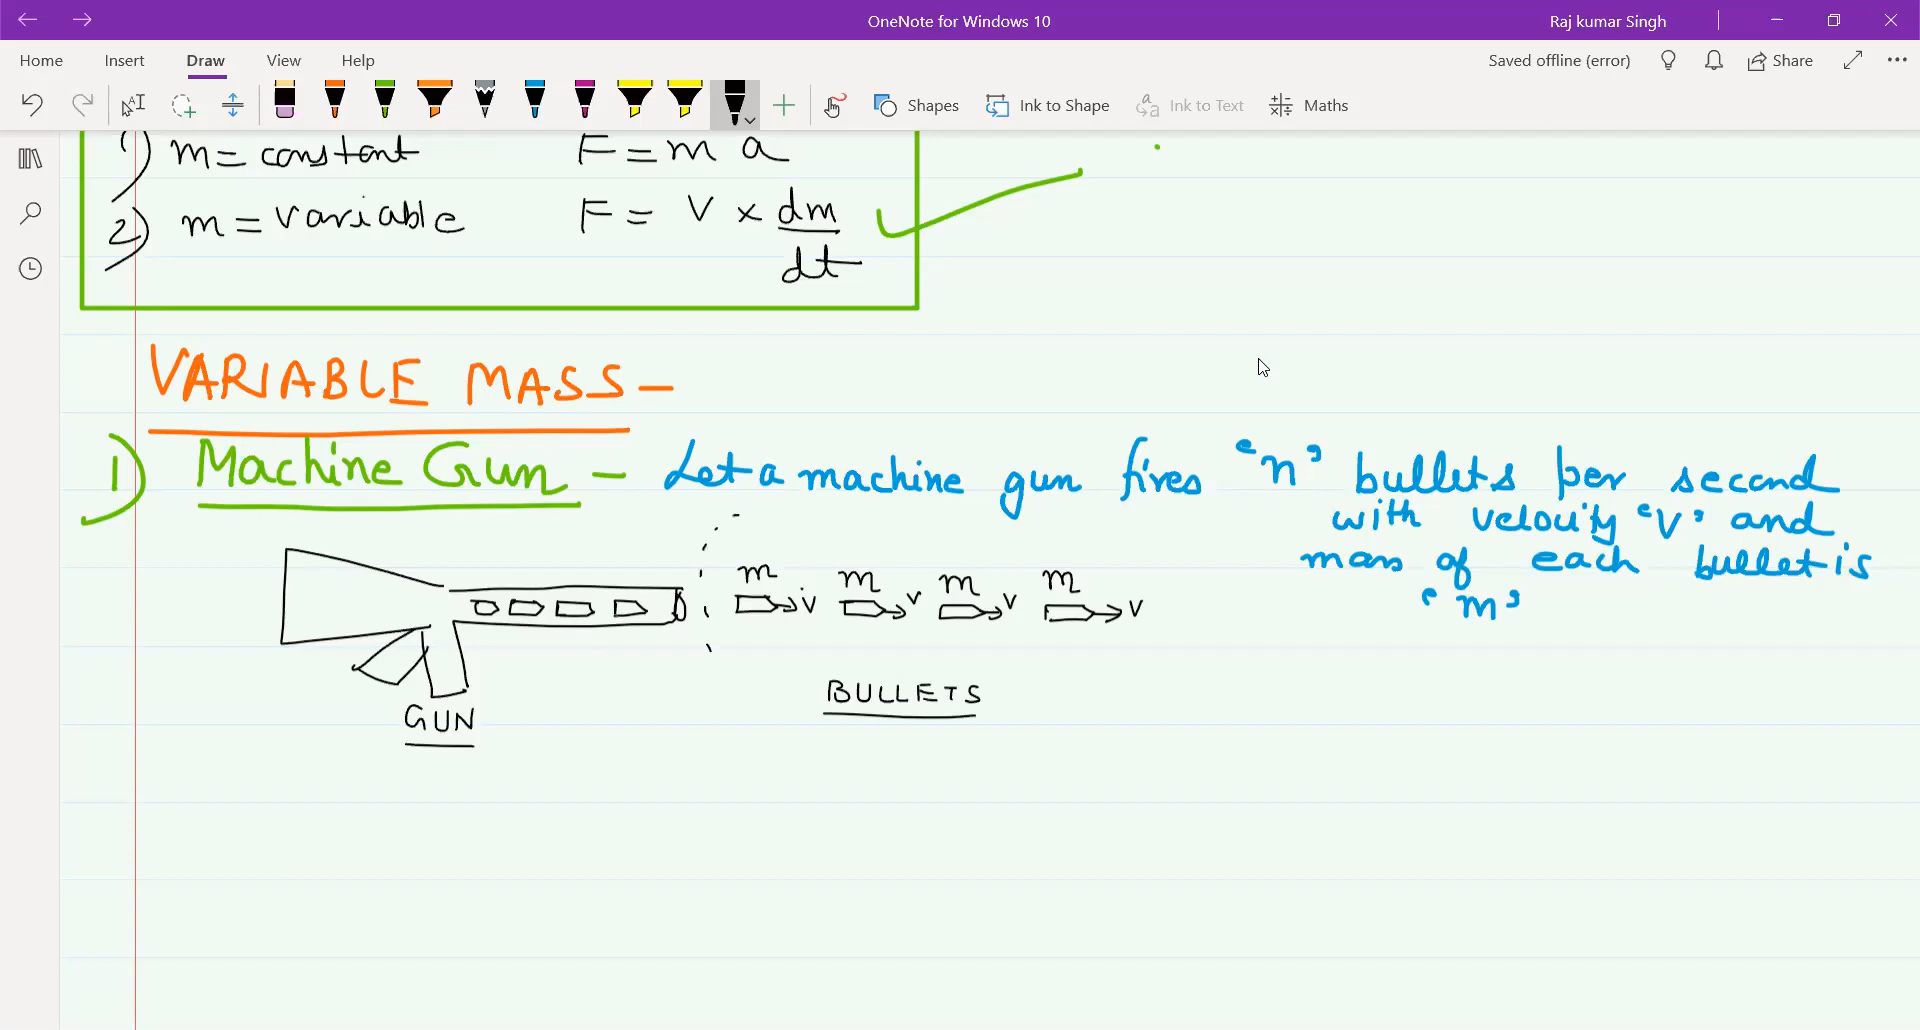 OneNote for Windows 10
Raj kumar Singh
Home Insert Draw View Help
Saved offline (error) Share
Shapes Ink to Shape Ink to Text Maths
1) m = constant F = m a
2) m = variable F = V × dm
dt
VARIABLE MASS –
1) Machine Gun – Let a machine gun fires 'n' bullets per second
with velocity 'v' and
mass of each bullet is
'm'
m m m m
v v v v
BULLETS
GUN